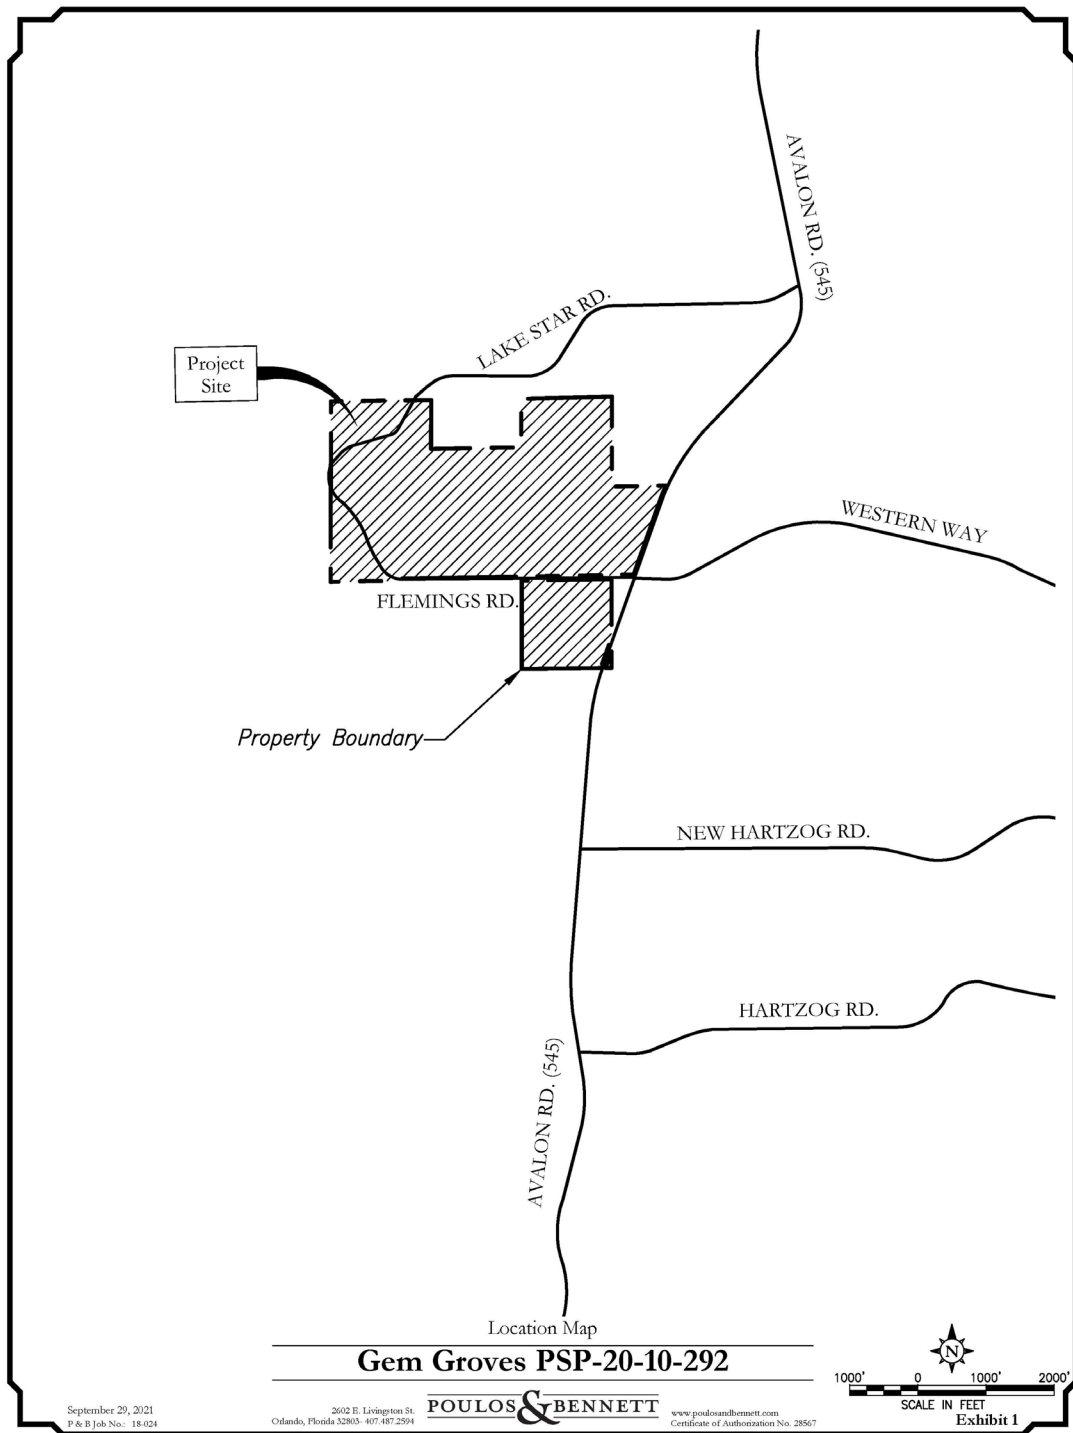 AVALON RD. (545)
LAKE STAR RD.
Project
Site
WESTERN WAY
FLEMINGS RD.
Property Boundary
NEW HARTZOG RD.
HARTZOG RD.
AVALON RD. (545)
Location Map
Gem Groves PSP-20-10-292
N
1000' 0 1000' 2000'
SCALE IN FEET
Exhibit 1
September 29, 2021
P & B Job No.: 18-024
2602 E. Livingston St.
Orlando, Florida 32803- 407.487.2594
POULOS & BENNETT
www.poulosandbennett.com
Certificate of Authorization No. 28567